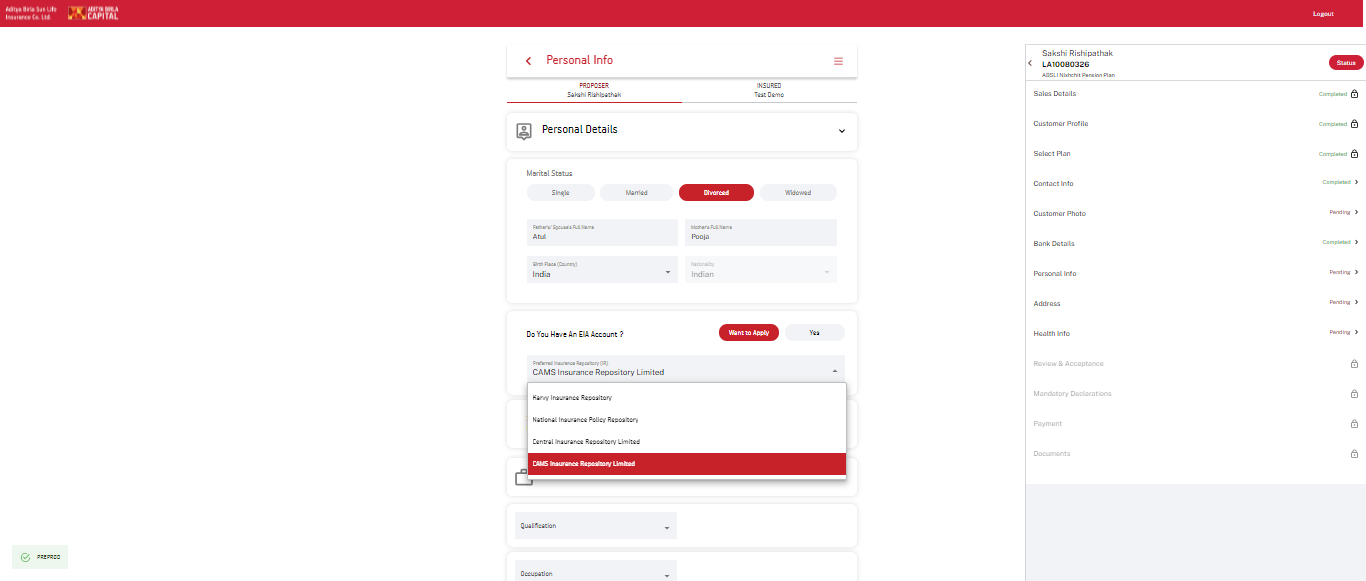 Aditya Birla Sun Life
Insurance Co. Ltd.
ADITYA BIRLA
CAPITAL
Logout
Personal Info
PROPOSER
Sakshi Rishipathak
INSURED
Test Demo
Personal Details
Marital Status
Single
Married
Divorced
Widowed
Father's/ Spouse's Full Name
Atul
Mother's Full Name
Pooja
Birth Place (Country)
India
Nationality
Indian
Do You Have An EIA Account ?
Want to Apply
Yes
Preferred Insurance Repository (IR)
CAMS Insurance Repository Limited
Karvy Insurance Repository
National Insurance Policy Repository
Central Insurance Repository Limited
CAMS Insurance Repository Limited
Qualification
Occupation
PREPROD
Sakshi Rishipathak
LA10080326
ABSLI Nishchit Pension Plan
Status
Sales Details
Completed
Customer Profile
Completed
Select Plan
Completed
Contact Info
Completed
Customer Photo
Pending
Bank Details
Completed
Personal Info
Pending
Address
Pending
Health Info
Pending
Review & Acceptance
Mandatory Declarations
Payment
Documents